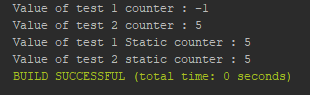 Value of test 1 counter : -1
Value of test 2 counter : 5
Value of test 1 Static counter : 5
Value of test 2 static counter : 5
BUILD SUCCESSFUL (total time: 0 seconds)